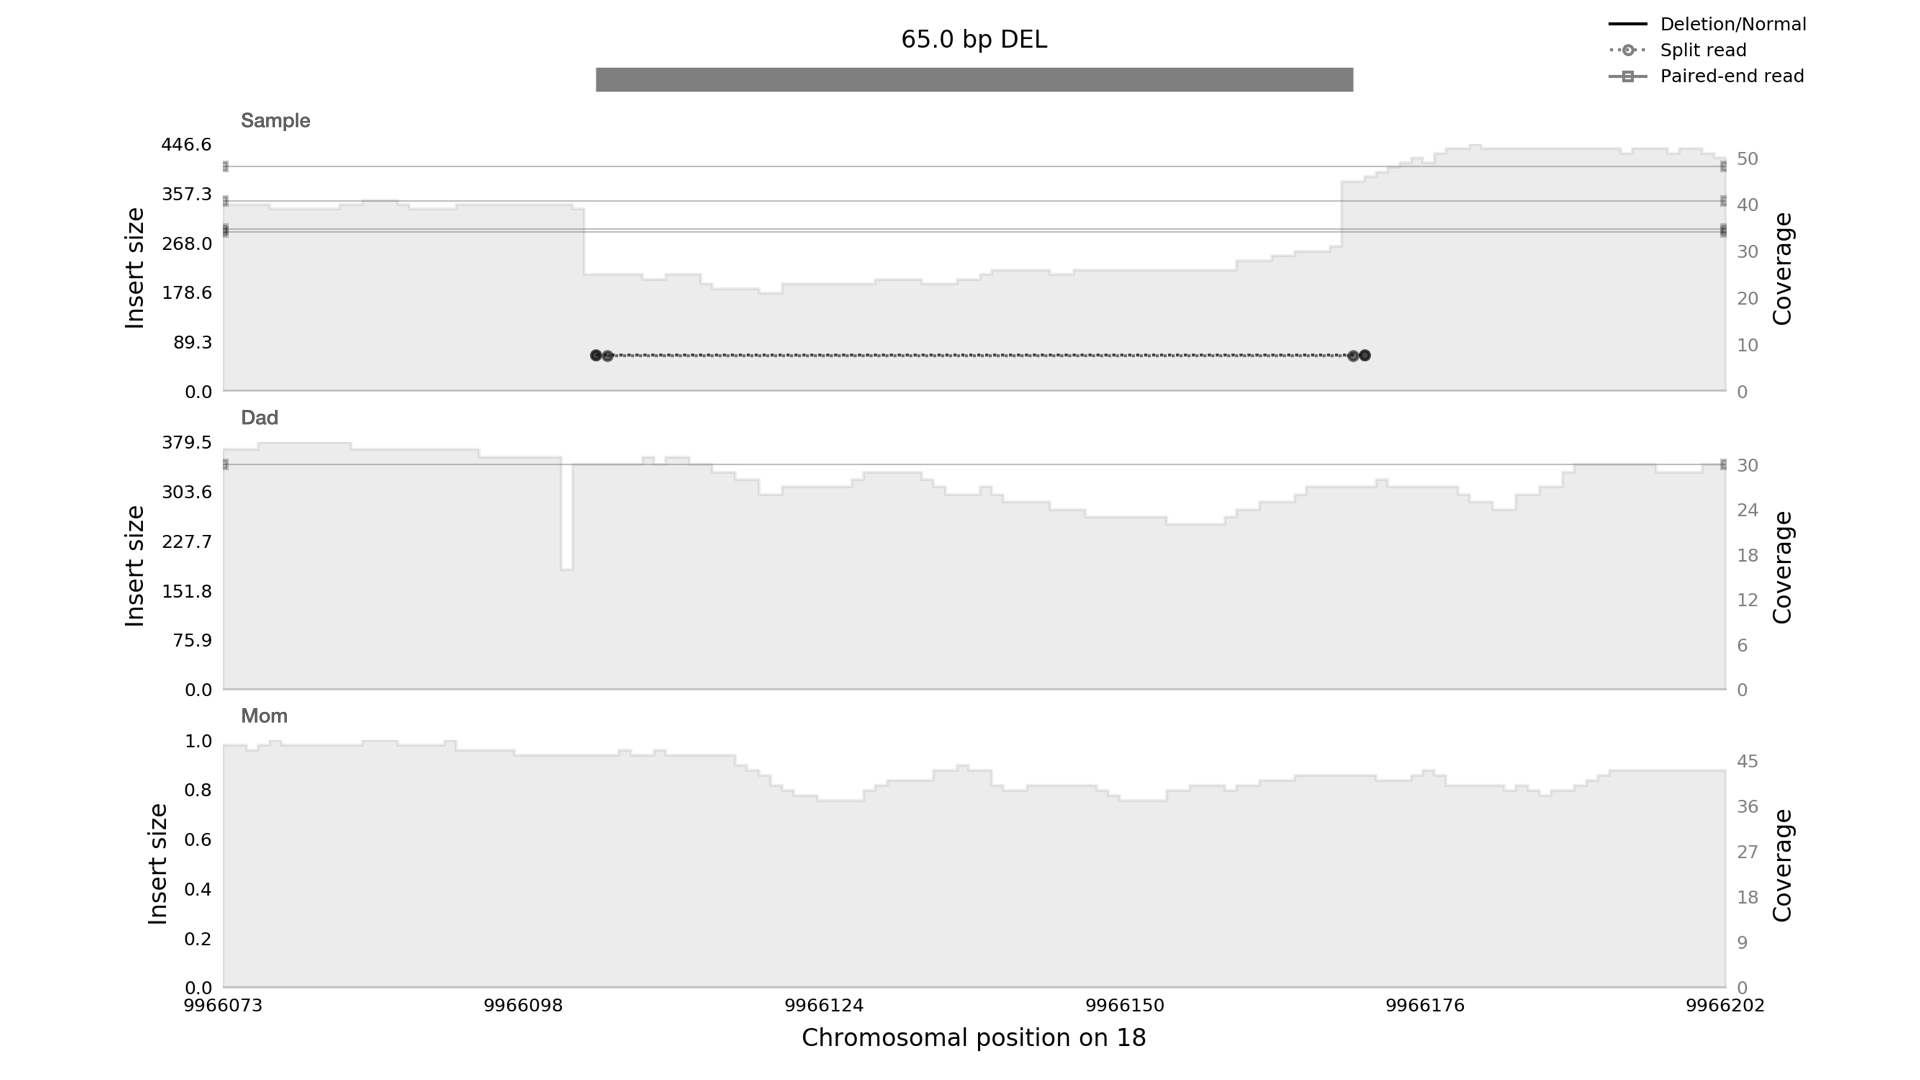 65.0 bp DEL
Deletion/Normal
Split read
Paired-end read
Sample
446.6
357.3
268.0
178.6
89.3
0.0
Insert size
50
40
30
20
10
0
Coverage
Dad
379.5
303.6
227.7
151.8
75.9
0.0
Insert size
30
24
18
12
6
0
Coverage
Mom
1.0
0.8
0.6
0.4
0.2
0.0
Insert size
45
36
27
18
9
0
Coverage
9966073 9966098 9966124 9966150 9966176 9966202
Chromosomal position on 18